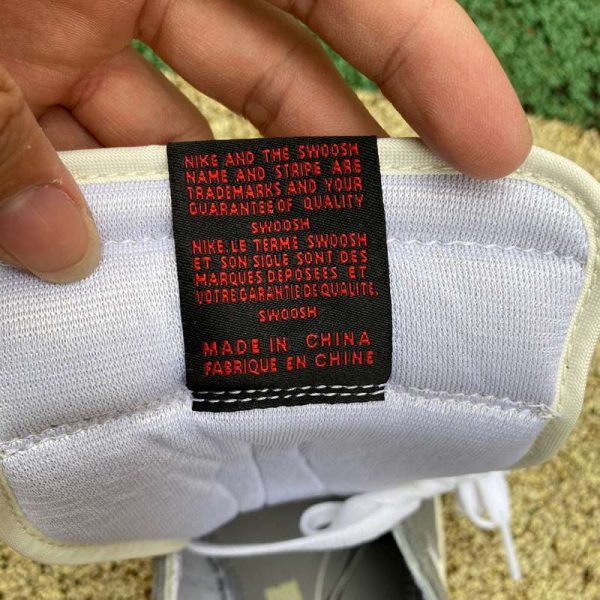 NIKE AND THE SWOOSH
NAME AND STRIPE ARE
TRADEMARKS AND YOUR
GUARANTEE OF QUALITY
SWOOSH
NIKE.LE TERME SWOOSH
ET SON SIGLE SONT DES
MARQUES DEPOSEES ET
VOTRE GARANTIE DE QUALITE.
SWOOSH
MADE IN CHINA
FABRIQUE EN CHINE